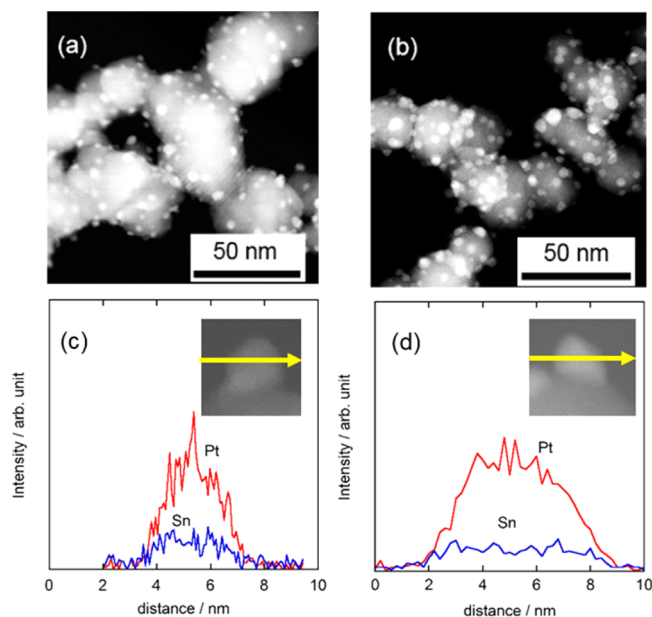 (a)
50 nm
(b)
50 nm
(c)
Pt
Sn
Intensity / arb. unit
0 2 4 6 8 10
distance / nm
(d)
Pt
Sn
Intensity / arb. unit
0 2 4 6 8 10
distance / nm